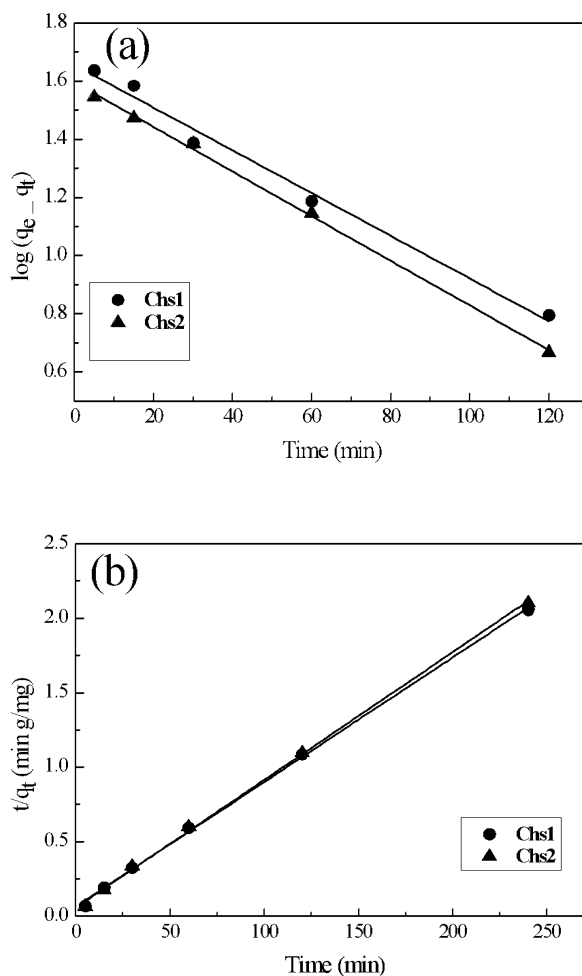 (a)
1.8
1.6
1.4
1.2
1.0
0.8
0.6
log (qe _ qt)
Chs1
Chs2
0 20 40 60 80 100 120
Time (min)
(b)
2.5
2.0
1.5
1.0
0.5
0.0
t/qt (min g/mg)
Chs1
Chs2
0 50 100 150 200 250
Time (min)